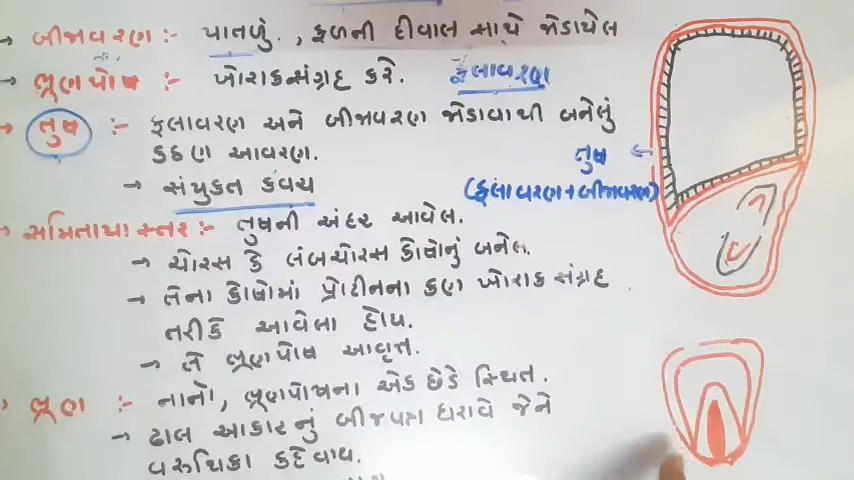 → બીજાવરણ :- પાતળું., ફળની દીવાલ સાથે જોડાયેલ
→ ભ્રૂણપોષ :- ખોરાકસંગ્રહ કરે. ફલાવરણ
→ તુષ :- ફલાવરણ અને બીજાવરણ જોડાવાથી બનેલું
કઠણ આવરણ.
તુષ ←
→ સંયુકત કવચ
(ફલાવરણ + બીજાવરણ)
→ સમિતાયા સ્તર :- તુષની અંદર આવેલ.
→ ચોરસ કે લંબચોરસ કોષોનું બનેલ.
→ તેના કોષોમાં પ્રોટીનના કણ ખોરાક સંગ્રહ
તરીકે આવેલા હોય.
→ તે ભ્રૂણપોષ આવૃત્ત.
→ ભ્રૂણ :- નાનો, ભ્રૂણપોષના એક છેડે સ્થિત.
→ ઢાલ આકારનું બીજપત્ર ધરાવે જેને
વરુથિકા કહેવાય.